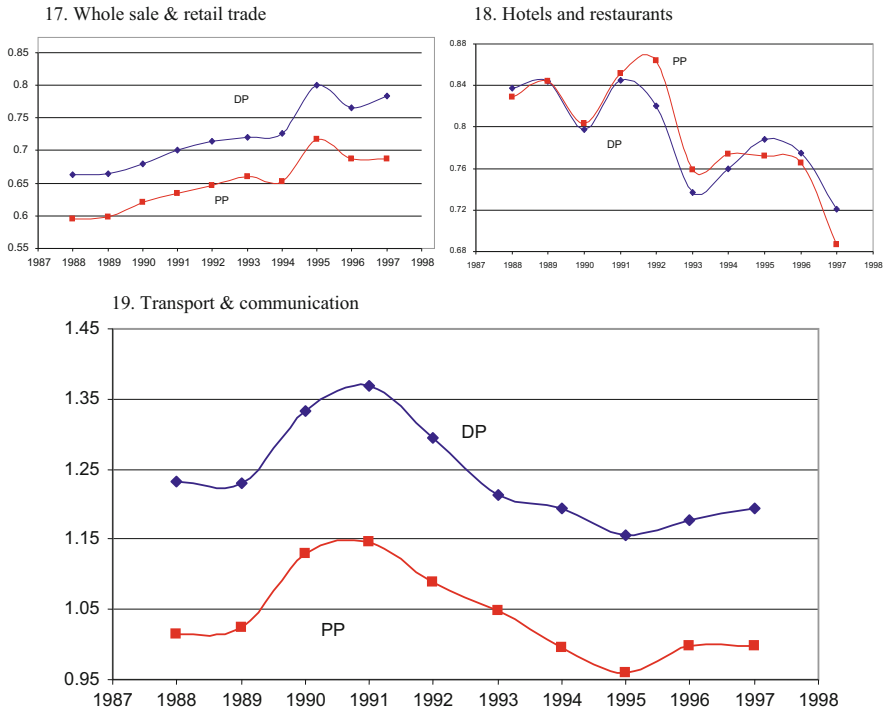 17. Whole sale & retail trade
0.85
0.8
0.75
0.7
0.65
0.6
0.55
DP
PP
1987 1988 1989 1990 1991 1992 1993 1994 1995 1996 1997 1998
18. Hotels and restaurants
0.88
0.84
0.8
0.76
0.72
0.68
PP
DP
1987 1988 1989 1990 1991 1992 1993 1994 1995 1996 1997 1998
19. Transport & communication
1.45
1.35
1.25
1.15
1.05
0.95
DP
PP
1987 1988 1989 1990 1991 1992 1993 1994 1995 1996 1997 1998